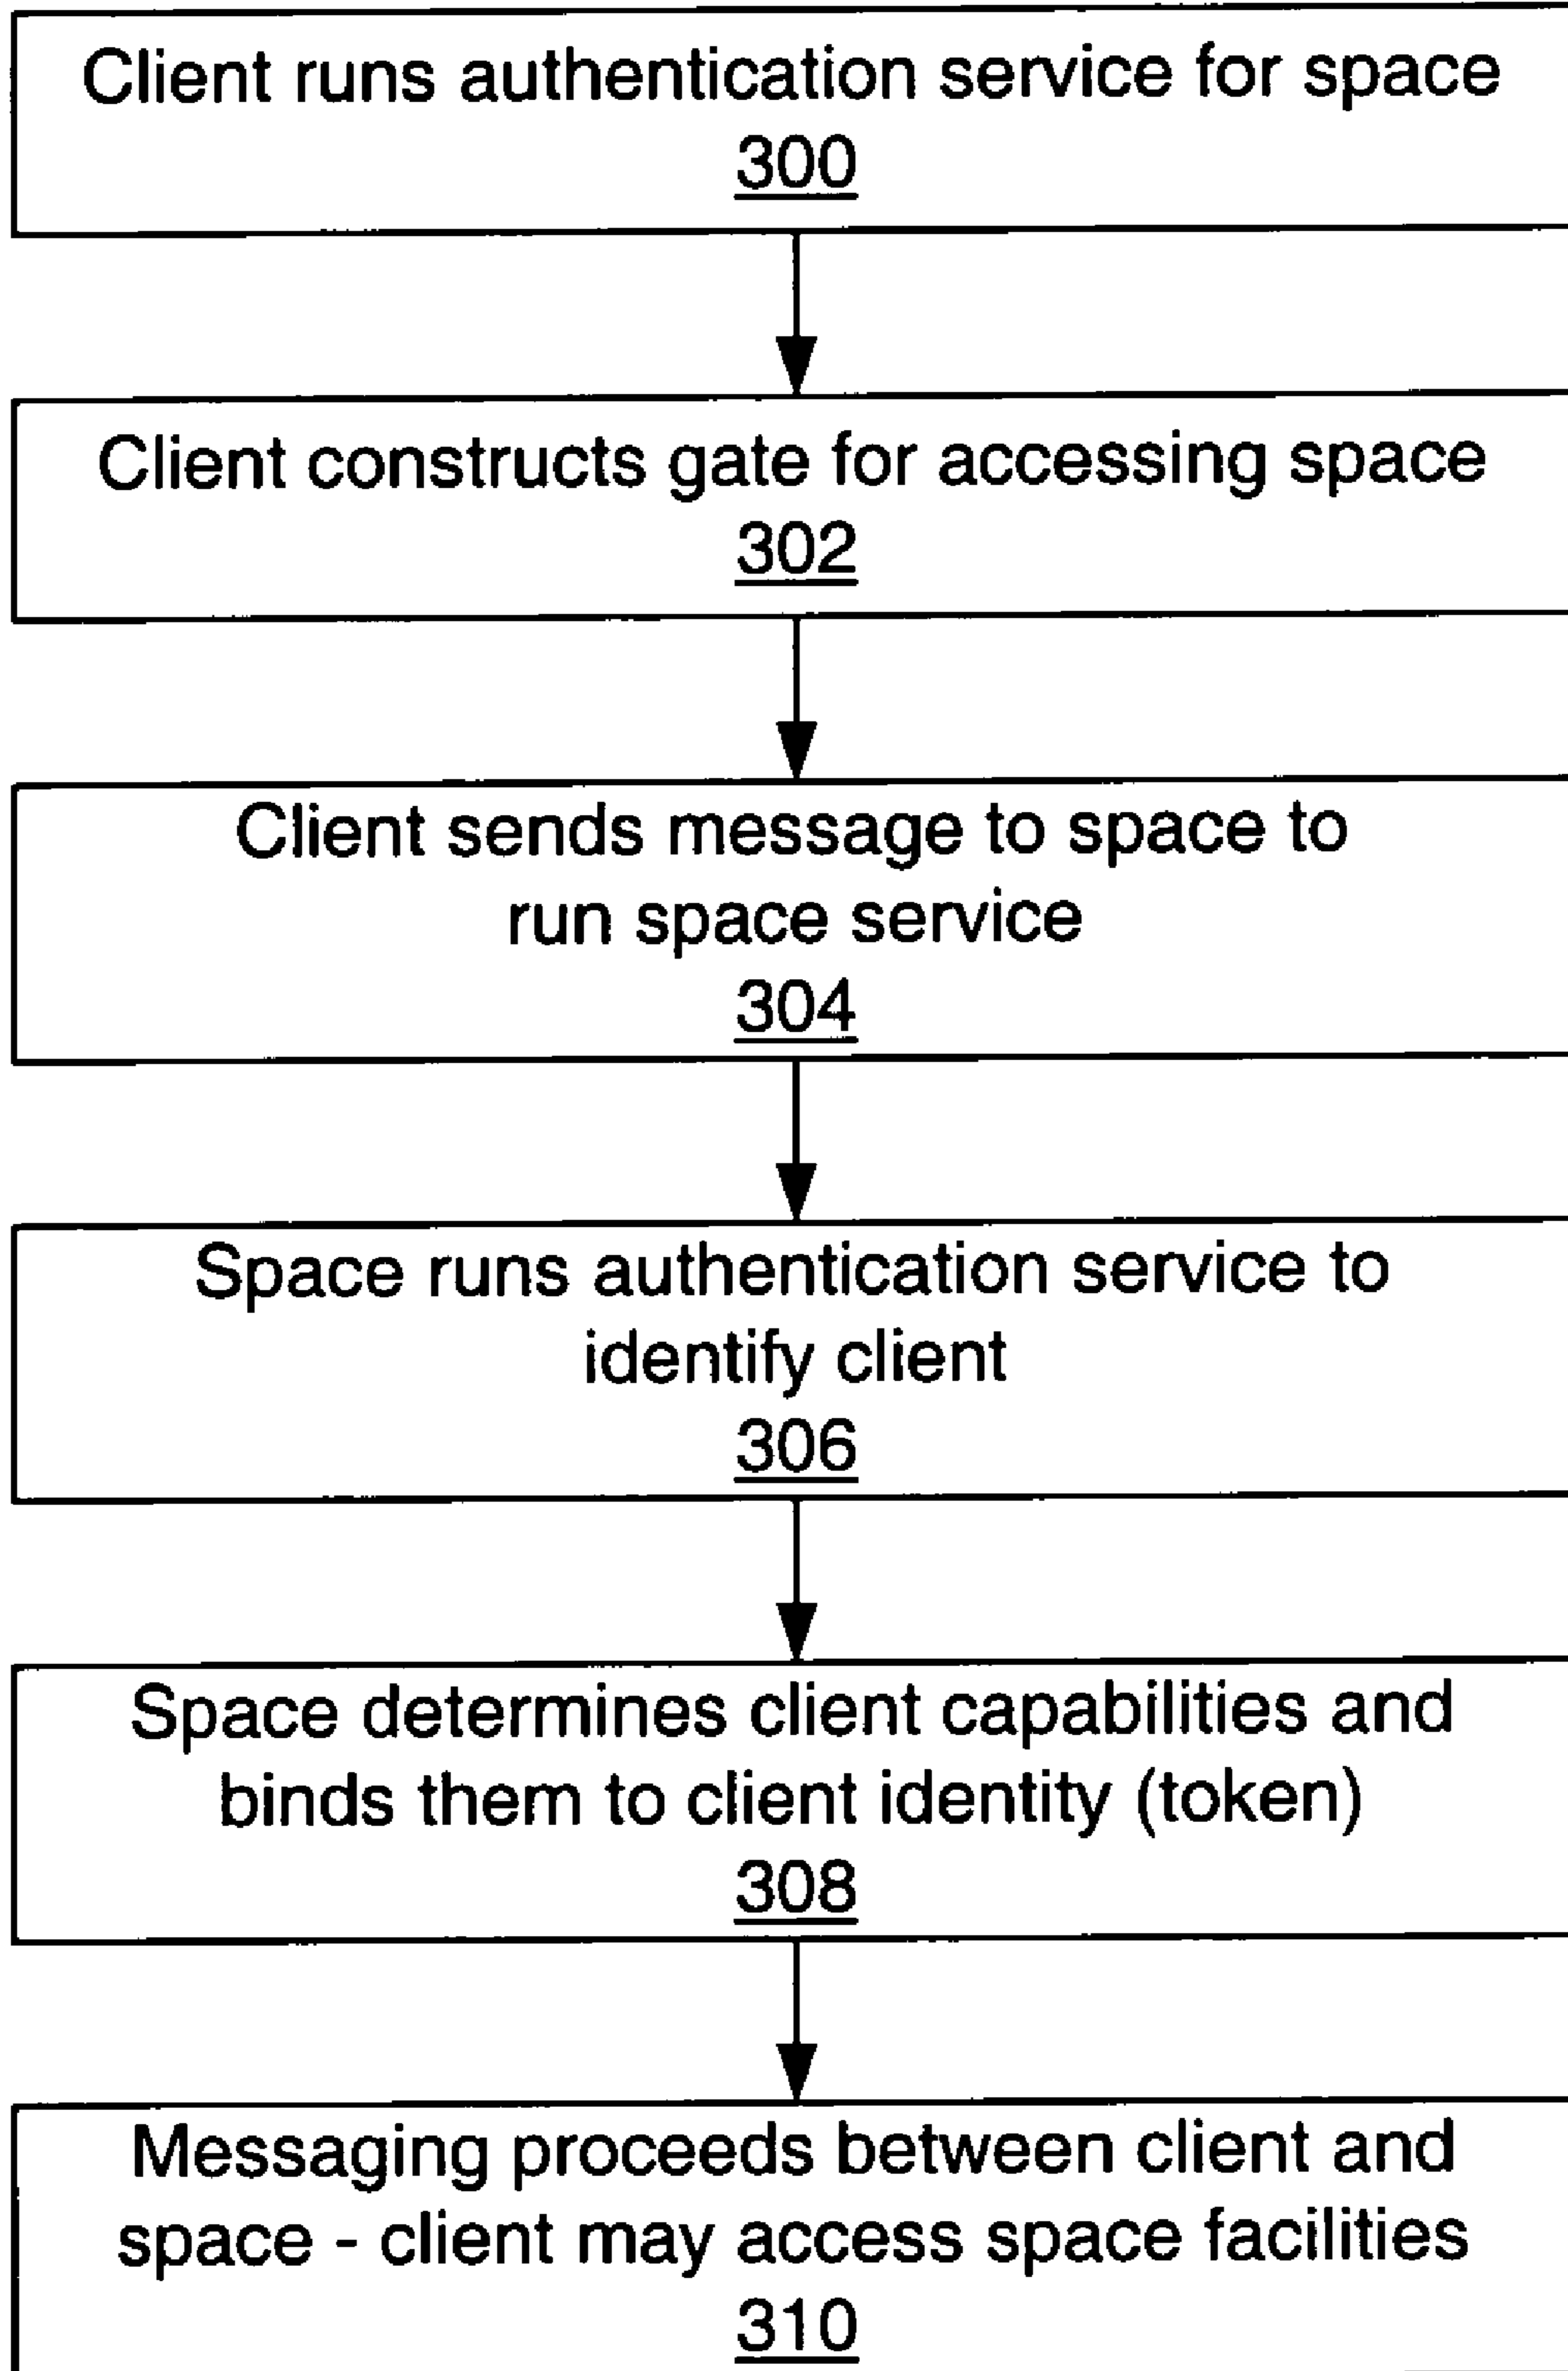 Client runs authentication service for space
300
Client constructs gate for accessing space
302
Client sends message to space to
run space service
304
Space runs authentication service to
identify client
306
Space determines client capabilities and
binds them to client identity (token)
308
Messaging proceeds between client and
space - client may access space facilities
310